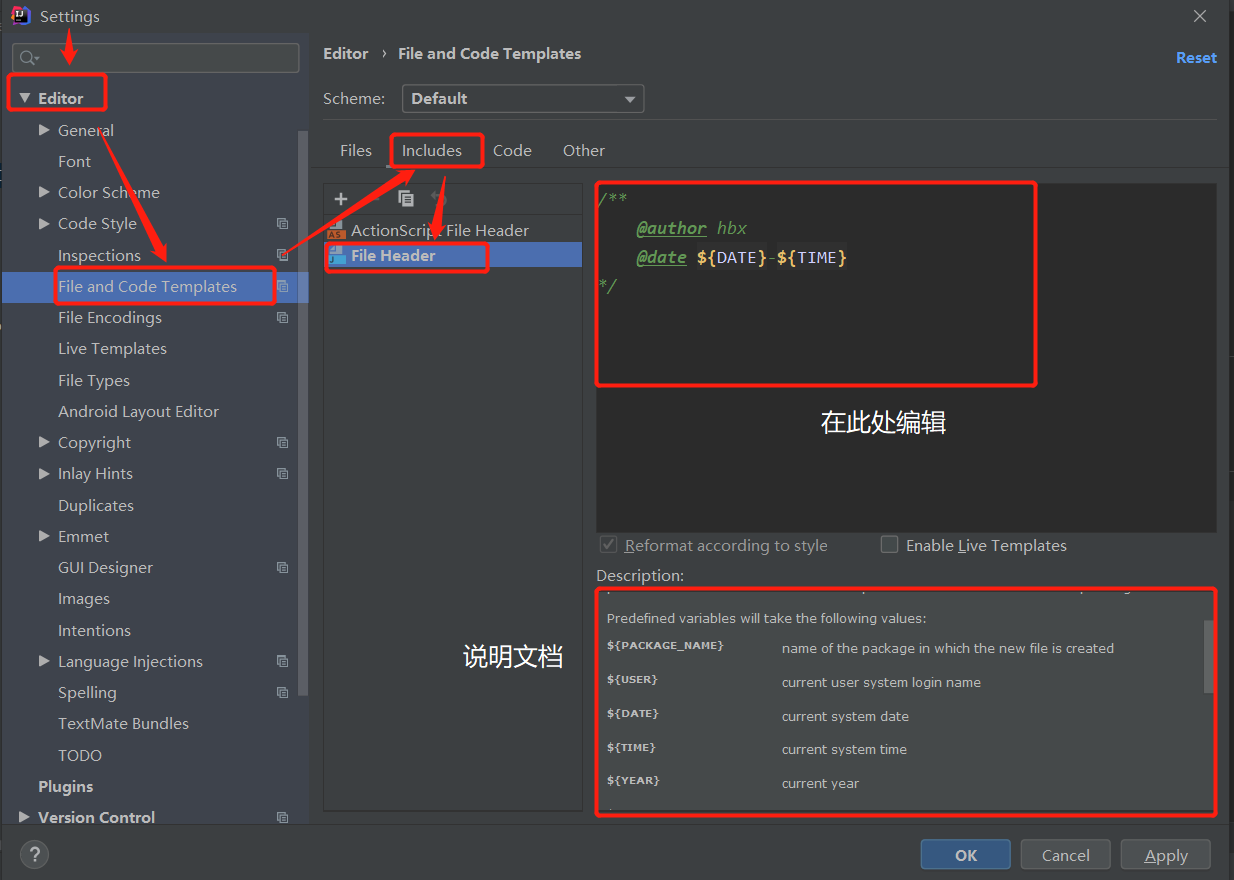 Settings
Editor › File and Code Templates
Reset
Scheme: Default
Editor
General
Font
Color Scheme
Code Style
Inspections
File and Code Templates
File Encodings
Live Templates
File Types
Android Layout Editor
Copyright
Inlay Hints
Duplicates
Emmet
GUI Designer
Images
Intentions
Language Injections
Spelling
TextMate Bundles
TODO
Plugins
Version Control
Files Includes Code Other
ActionScript File Header
File Header
说明文档
/**
@author hbx
@date ${DATE}-${TIME}
*/
在此处编辑
Reformat according to style Enable Live Templates
Description:
Predefined variables will take the following values:
${PACKAGE_NAME} name of the package in which the new file is created
${USER} current user system login name
${DATE} current system date
${TIME} current system time
${YEAR} current year
? OK Cancel Apply